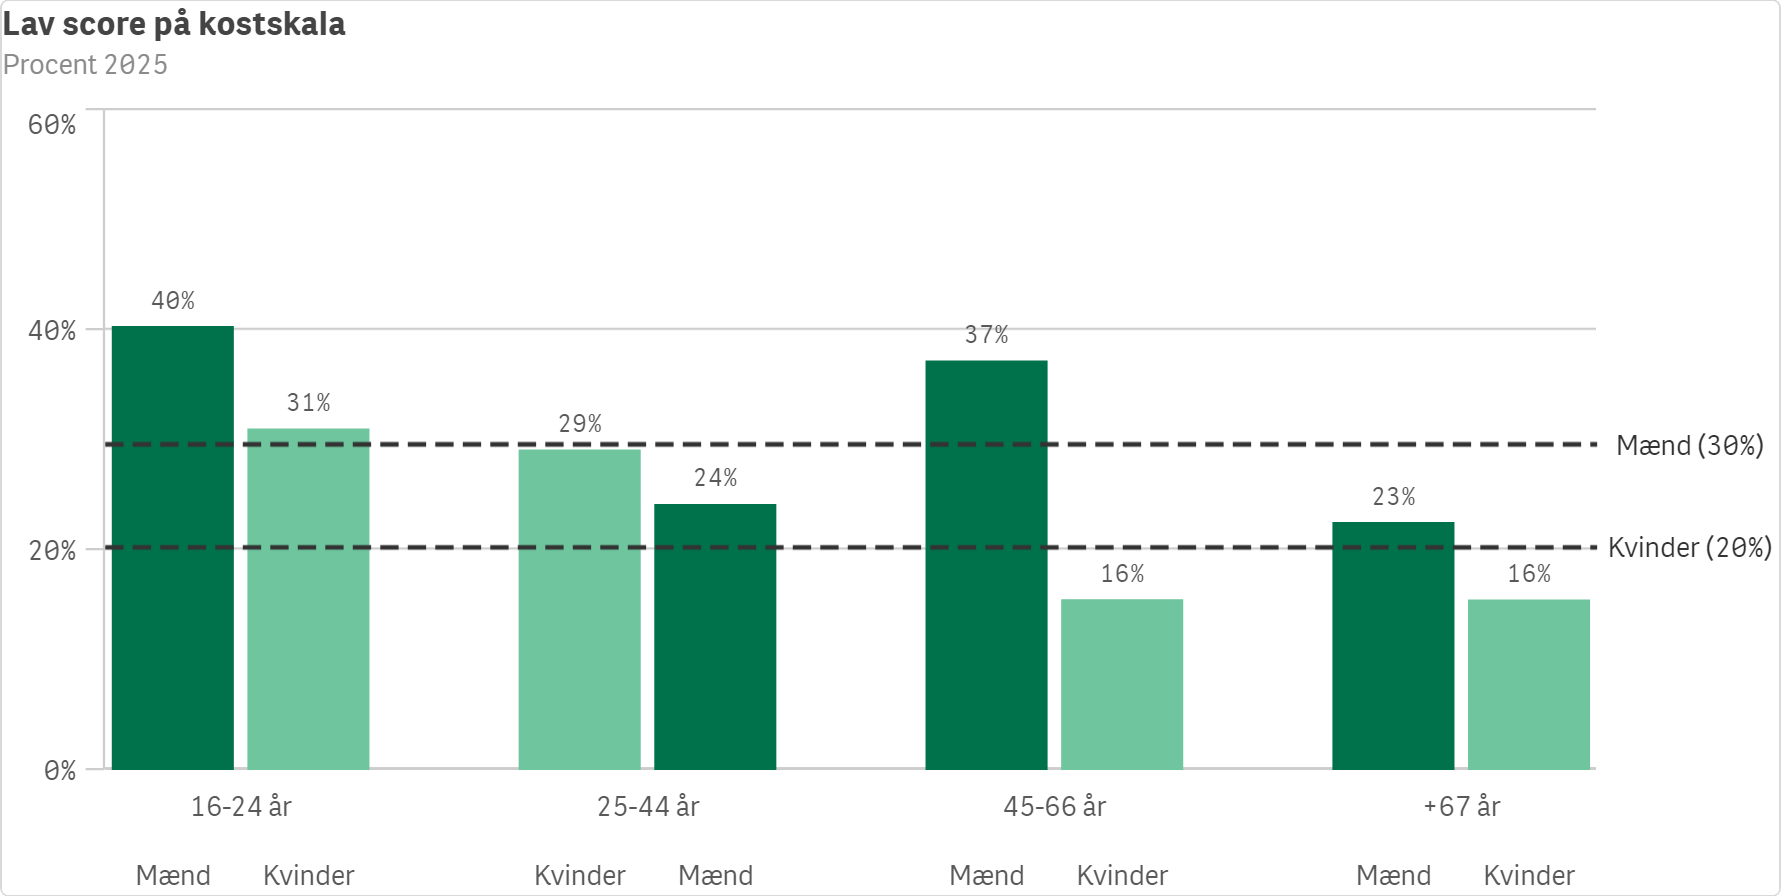 Lav score på kostskala
Procent 2025
60%
40%
20%
0%
40%
31%
29%
24%
37%
16%
23%
16%
Mænd (30%)
Kvinder (20%)
16-24 år
25-44 år
45-66 år
+67 år
Mænd
Kvinder
Kvinder
Mænd
Mænd
Kvinder
Mænd
Kvinder